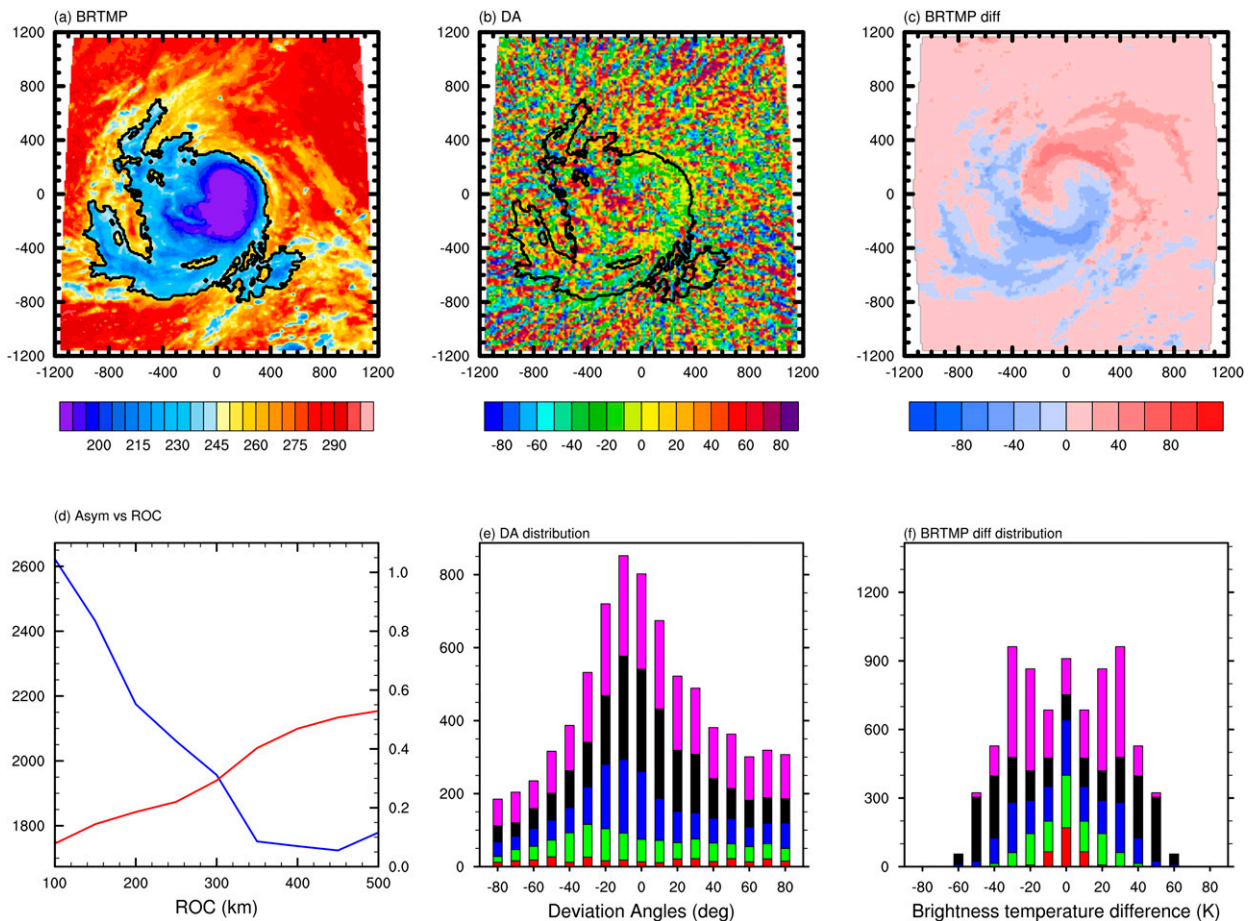 (a) BRTMP
(b) DA
(c) BRTMP diff
1200
800
400
0
-400
-800
-1200
-1200 -800 -400 0 400 800 1200
1200
800
400
0
-400
-800
-1200
-1200 -800 -400 0 400 800 1200
1200
800
400
0
-400
-800
-1200
-1200 -800 -400 0 400 800 1200
200 215 230 245 260 275 290
-80 -60 -40 -20 0 20 40 60 80
-80 -40 0 40 80
(d) Asym vs ROC
2600
2400
2200
2000
1800
1.0
0.8
0.6
0.4
0.2
0.0
100 200 300 400 500
ROC (km)
(e) DA distribution
800
600
400
200
0
-80 -60 -40 -20 0 20 40 60 80
Deviation Angles (deg)
(f) BRTMP diff distribution
1200
900
600
300
0
-80 -60 -40 -20 0 20 40 60 80
Brightness temperature difference (K)